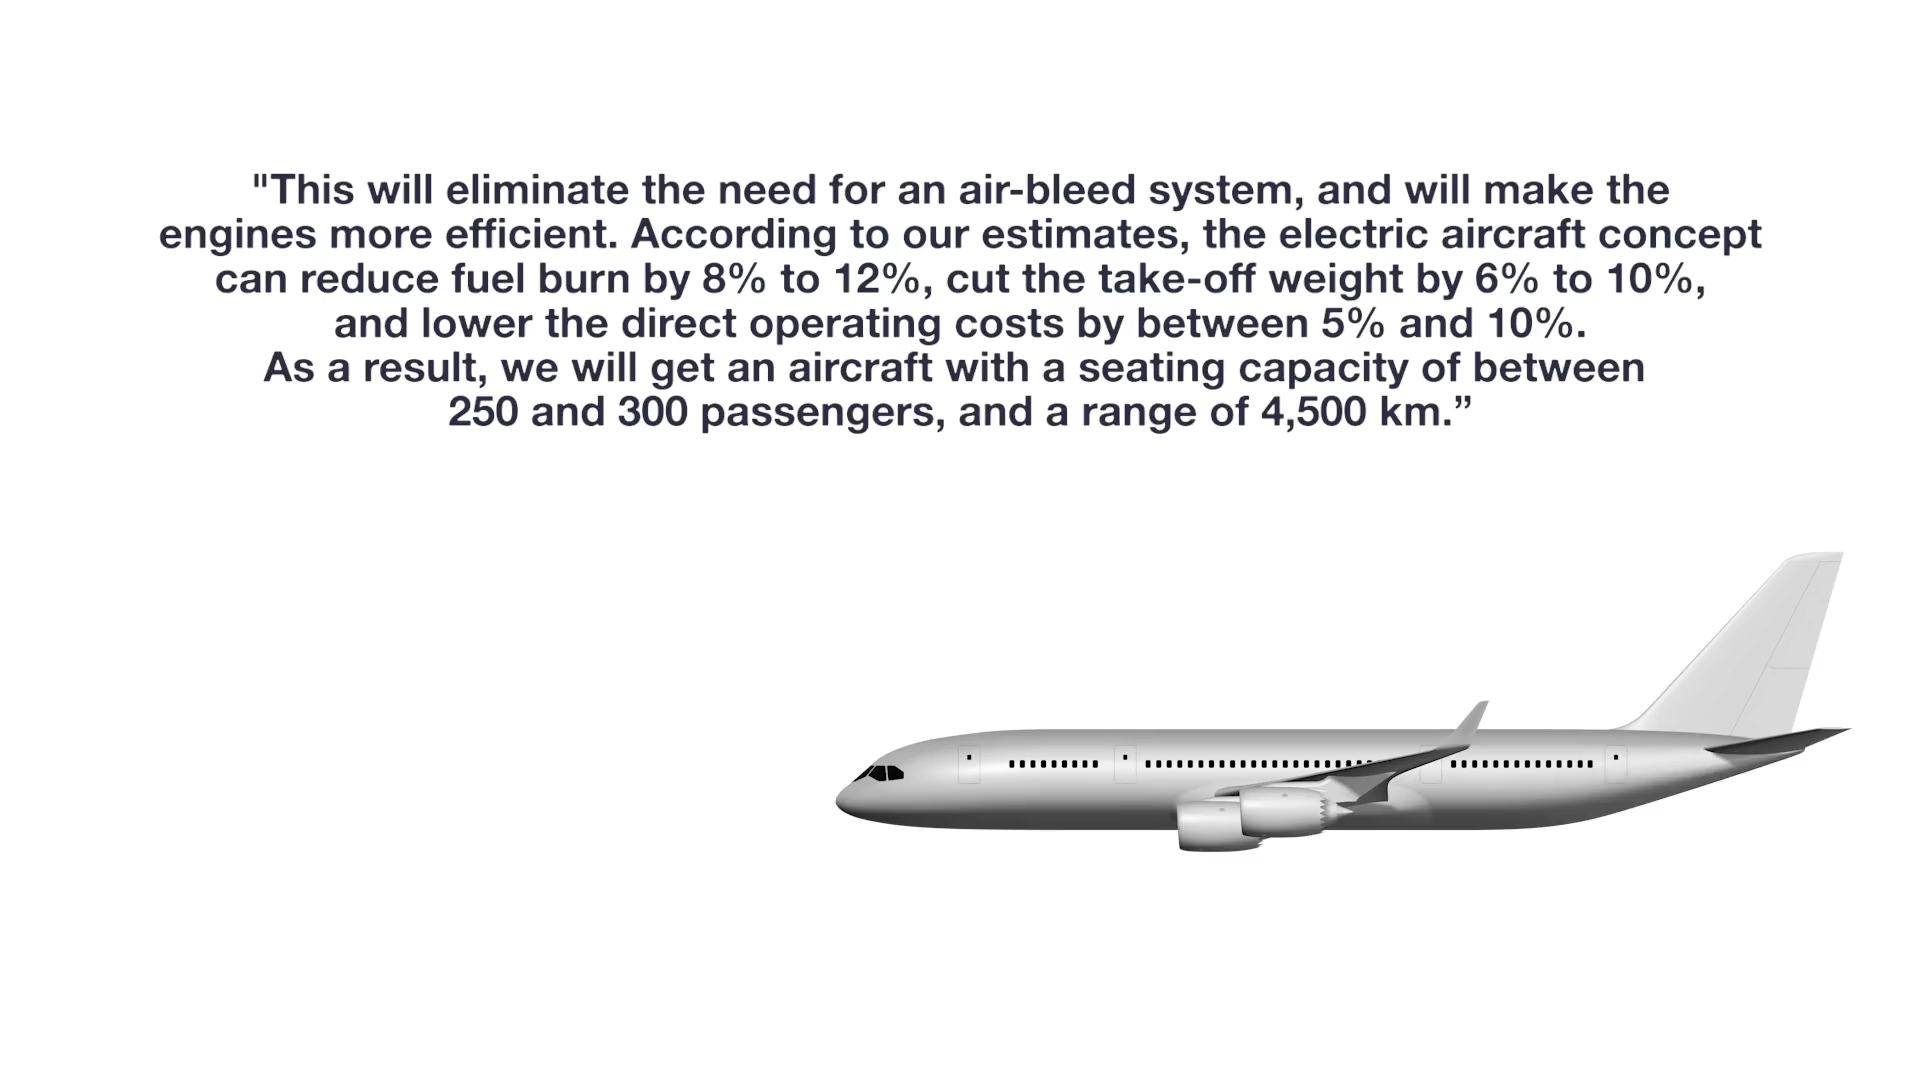 "This will eliminate the need for an air-bleed system, and will make the
engines more efficient. According to our estimates, the electric aircraft concept
can reduce fuel burn by 8% to 12%, cut the take-off weight by 6% to 10%,
and lower the direct operating costs by between 5% and 10%.
As a result, we will get an aircraft with a seating capacity of between
250 and 300 passengers, and a range of 4,500 km.”